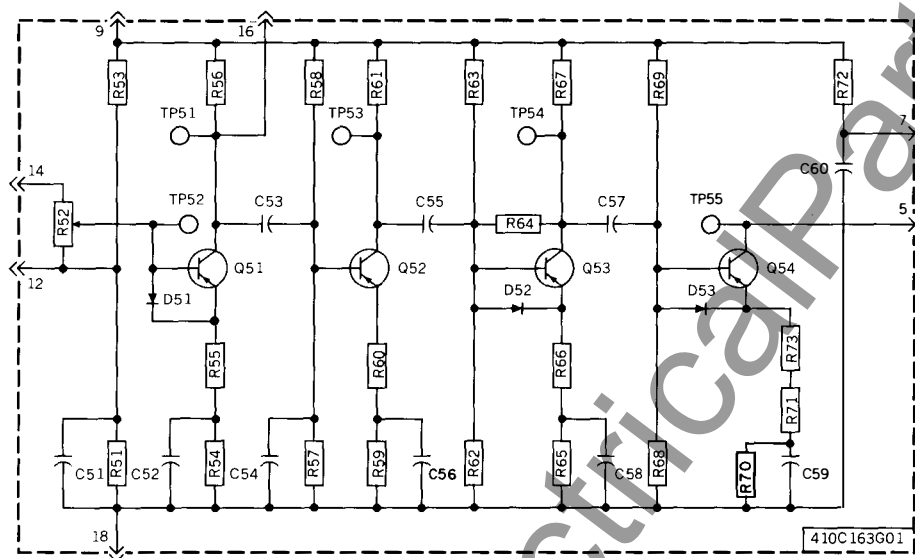 9
16
R53
R56
R58
R61
R63
R67
R69
R72
TP51
TP53
TP54
7
C60
14
R52
TP52
C53
C55
R64
C57
TP55
5
12
Q51
Q52
Q53
Q54
D51
D52
D53
R55
R60
R66
R73
R71
C51
R51
C52
R54
C54
R57
R59
C56
R62
R65
C58
R68
R70
C59
18
410C163G01
ectricalPar